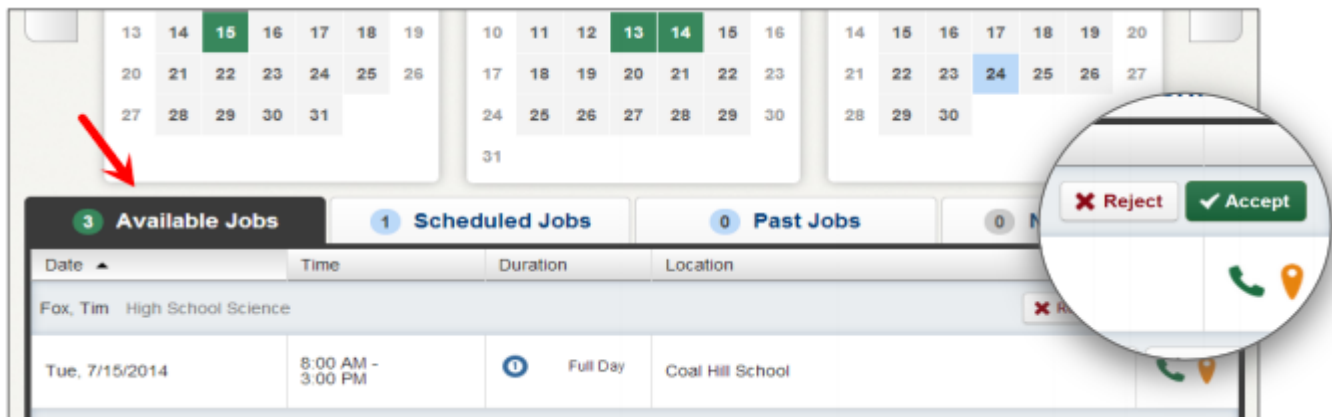 13 14 15 16 17 18 19 10 11 12 13 14 15 16 14 15 16 17 18 19 20
20 21 22 23 24 25 26 17 18 19 20 21 22 23 21 22 23 24 25 26 27
27 28 29 30 31 24 25 26 27 28 29 30 28 29 30
31
Reject Accept
3 Available Jobs 1 Scheduled Jobs 0 Past Jobs 0
Date Time Duration Location
Fox, Tim High School Science
Tue, 7/15/2014 8:00 AM - Full Day Coal Hill School
3:00 PM